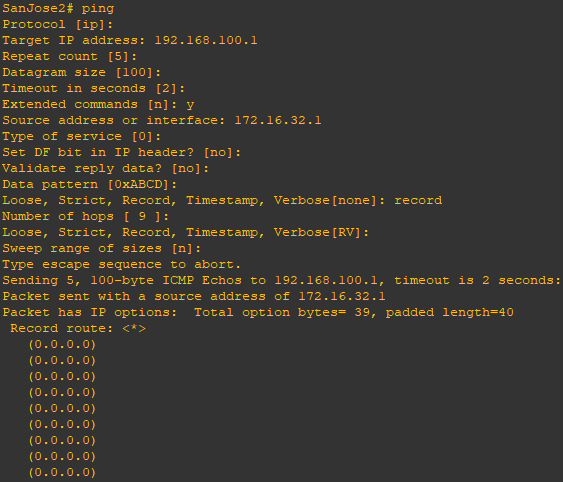 SanJose2# ping
Protocol [ip]:
Target IP address: 192.168.100.1
Repeat count [5]:
Datagram size [100]:
Timeout in seconds [2]:
Extended commands [n]: y
Source address or interface: 172.16.32.1
Type of service [0]:
Set DF bit in IP header? [no]:
Validate reply data? [no]:
Data pattern [0xABCD]:
Loose, Strict, Record, Timestamp, Verbose[none]: record
Number of hops [ 9 ]:
Loose, Strict, Record, Timestamp, Verbose[RV]:
Sweep range of sizes [n]:
Type escape sequence to abort.
Sending 5, 100-byte ICMP Echos to 192.168.100.1, timeout is 2 seconds:
Packet sent with a source address of 172.16.32.1
Packet has IP options:  Total option bytes= 39, padded length=40
 Record route: <*>
   (0.0.0.0)
   (0.0.0.0)
   (0.0.0.0)
   (0.0.0.0)
   (0.0.0.0)
   (0.0.0.0)
   (0.0.0.0)
   (0.0.0.0)
   (0.0.0.0)